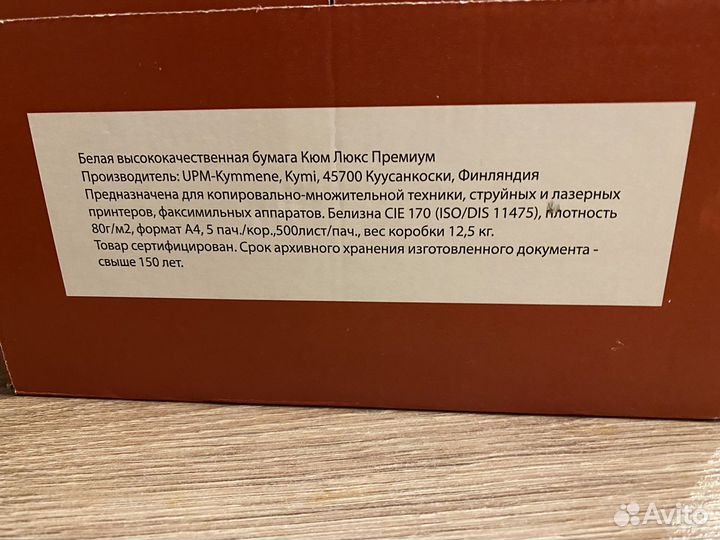 Белая высококачественная бумага Кюм Люкс Премиум
Производитель: UPM-Kymmene, Kymi, 45700 Куусанкоски, Финляндия
Предназначена для копировально-множительной техники, струйных и лазерных
принтеров, факсимильных аппаратов. Белизна CIE 170 (ISO/DIS 11475), плотность
80г/м2, формат А4, 5 пач./кор.,500лист/пач., вес коробки 12,5 кг.
Товар сертифицирован. Срок архивного хранения изготовленного документа -
свыше 150 лет.
Avito